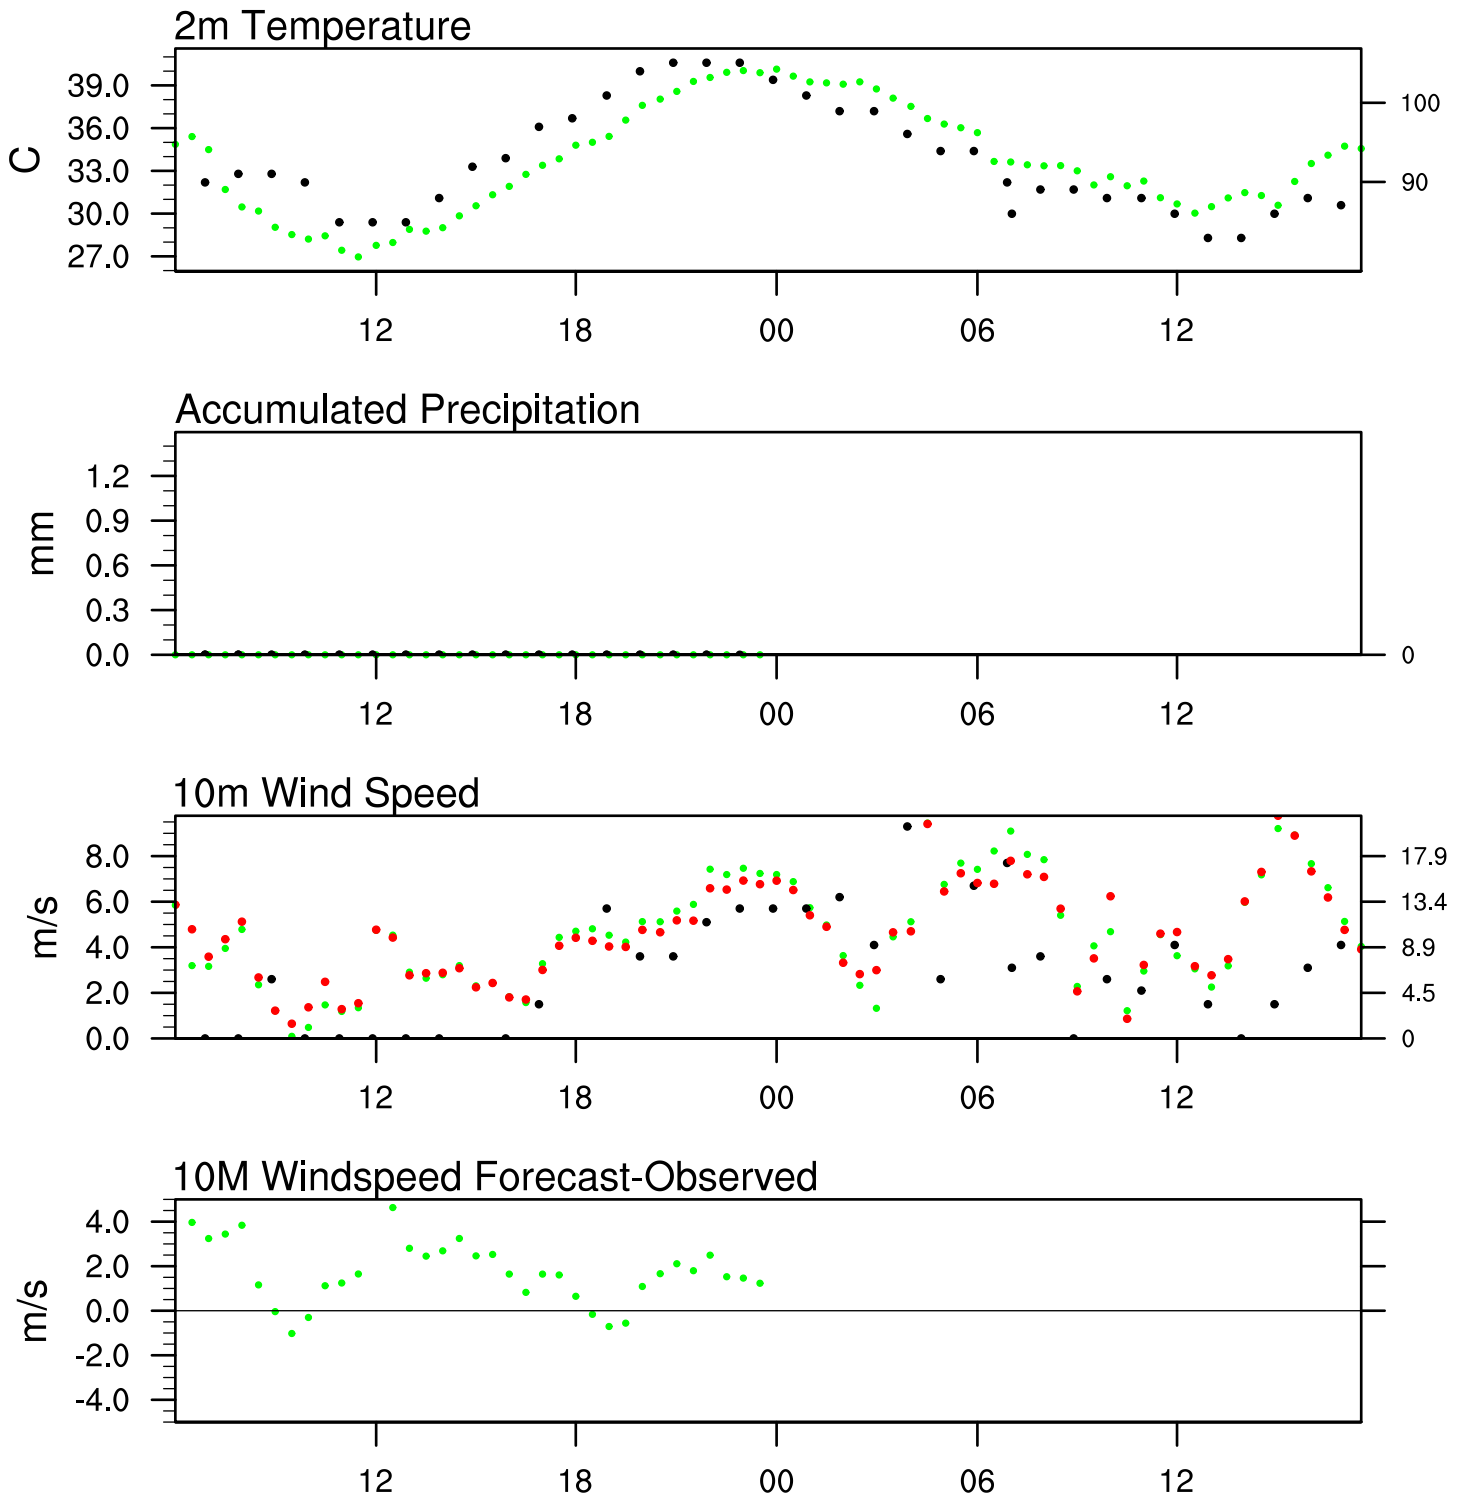 2m Temperature
39.0
36.0
33.0
30.0
27.0
C
100
90
12 18 00 06 12
Accumulated Precipitation
1.2
0.9
0.6
0.3
0.0
mm
0
12 18 00 06 12
10m Wind Speed
8.0
6.0
4.0
2.0
0.0
m/s
17.9
13.4
8.9
4.5
0
12 18 00 06 12
10M Windspeed Forecast-Observed
4.0
2.0
0.0
-2.0
-4.0
m/s
12 18 00 06 12